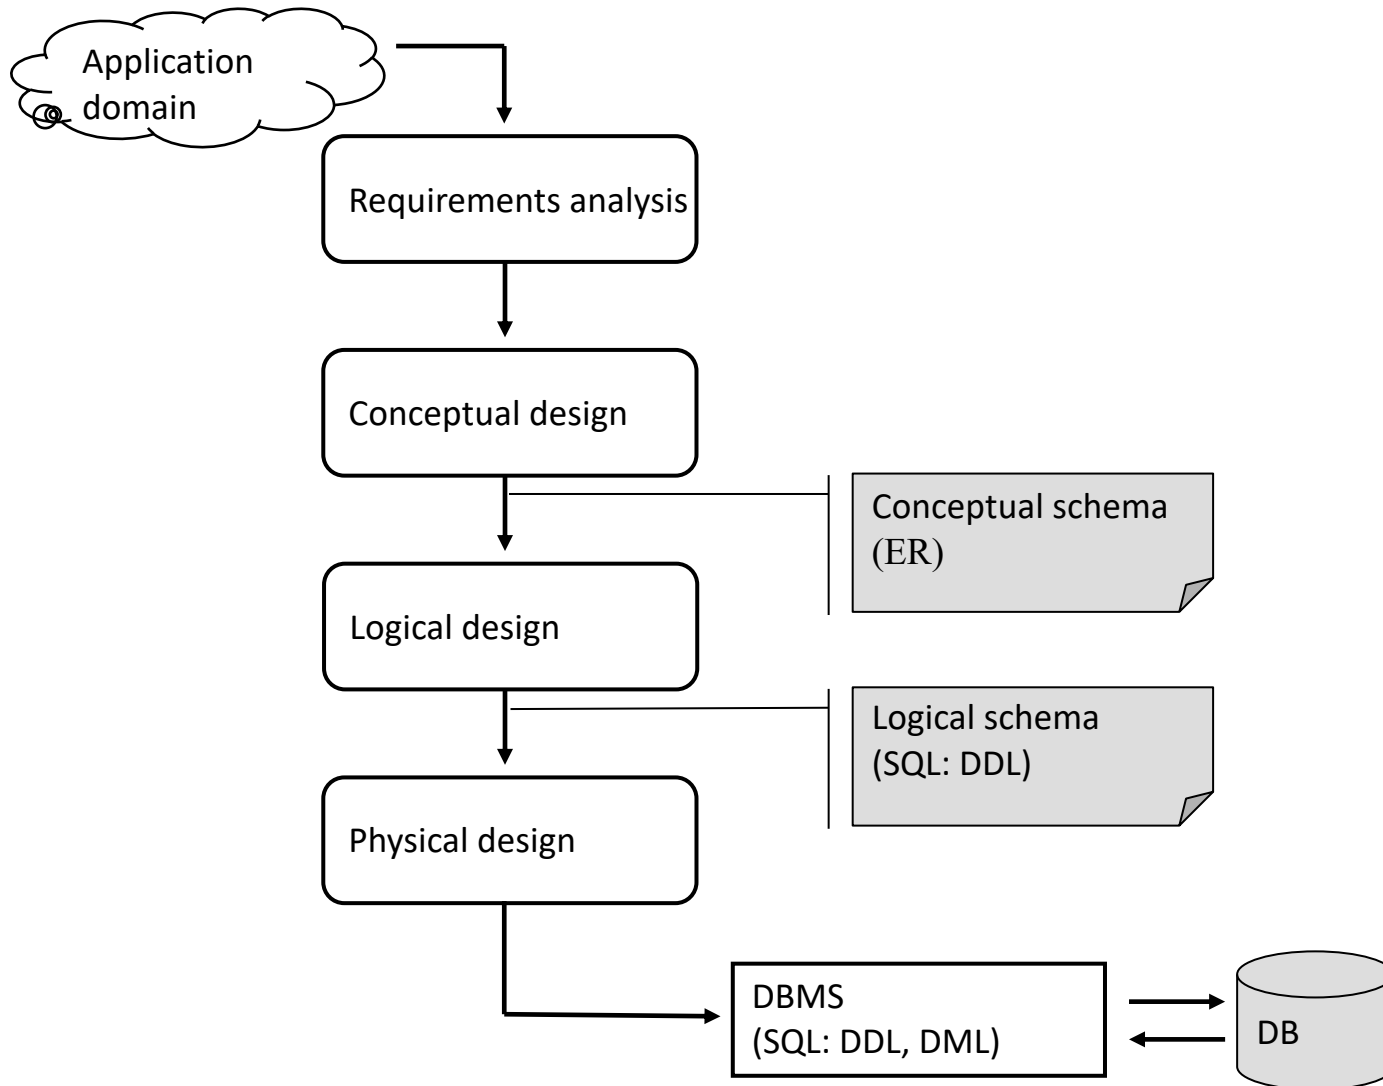 Application
domain
Requirements analysis
Conceptual design
Conceptual schema
(ER)
Logical design
Logical schema
(SQL: DDL)
Physical design
DBMS
(SQL: DDL, DML)
DB